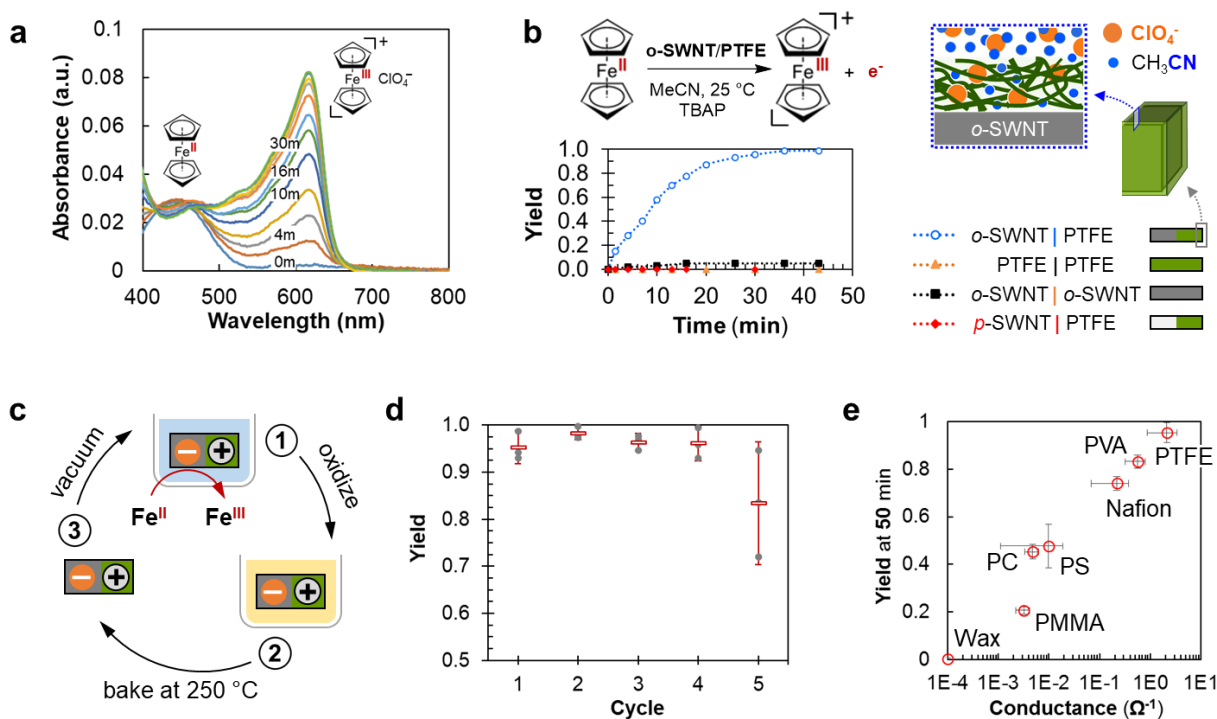 a
Absorbance (a.u.)
0.1
0.08
0.06
0.04
0.02
0
Fe II
Fe III
+
ClO4-
30m
16m
10m
4m
0m
400 500 600 700 800
Wavelength (nm)
b
Fe II
o-SWNT/PTFE
MeCN, 25 °C
TBAP
Fe III
+
+ e-
Yield
1.0
0.8
0.6
0.4
0.2
0.0
0 10 20 30 40 50
Time (min)
ClO4-
CH3CN
o-SWNT
o-SWNT | PTFE
PTFE | PTFE
o-SWNT | o-SWNT
p-SWNT | PTFE
c
vacuum
1
oxidize
Fe II
Fe III
3
2
bake at 250 °C
d
Yield
1.0
0.9
0.8
0.7
0.6
0.5
1 2 3 4 5
Cycle
e
Yield at 50 min
1
0.8
0.6
0.4
0.2
0
PVA
PTFE
Nafion
PC
PS
PMMA
Wax
1E-4 1E-3 1E-2 1E-1 1E0 1E1
Conductance (Ω-1)